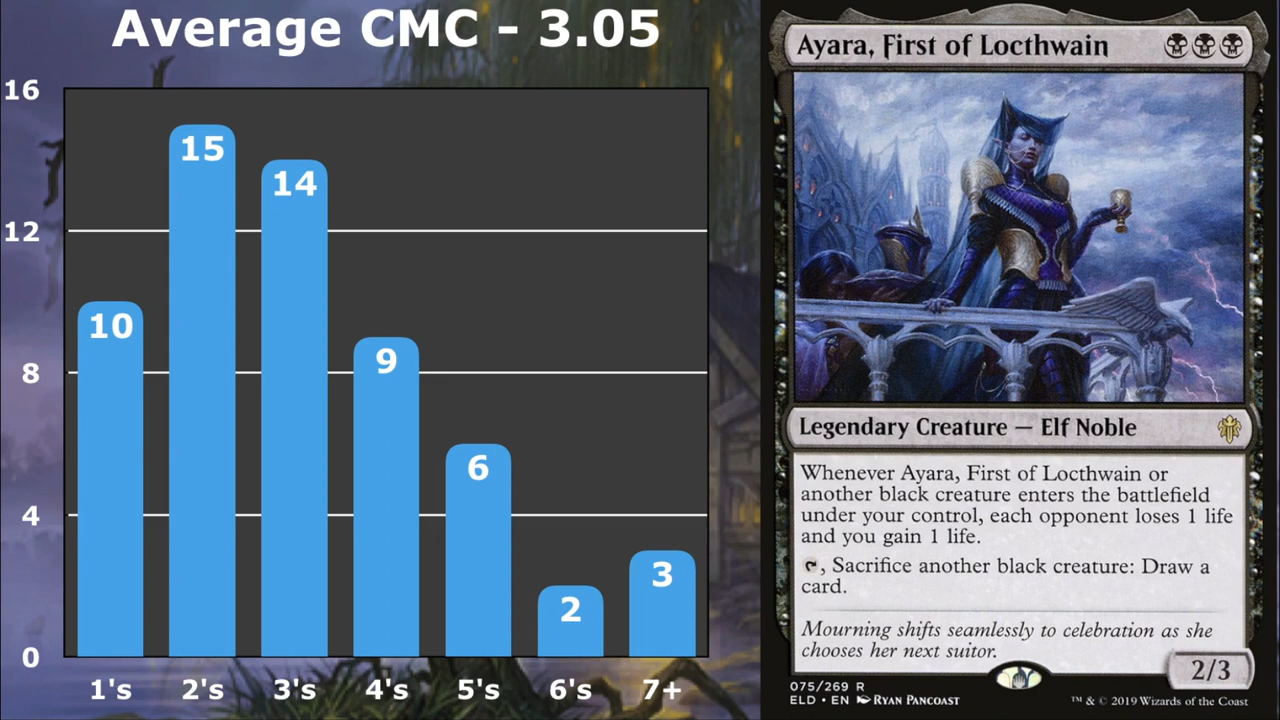 Average CMC - 3.05
16
12
8
4
0
15
14
10
9
6
2
3
1's 2's 3's 4's 5's 6's 7+
Ayara, First of Locthwain
Legendary Creature — Elf Noble
Whenever Ayara, First of Locthwain or
another black creature enters the battlefield
under your control, each opponent loses 1 life
and you gain 1 life.
, Sacrifice another black creature: Draw a
card.
Mourning shifts seamlessly to celebration as she
chooses her next suitor.
2/3
075/269 R
ELD • EN Ryan Pancoast
™ & © 2019 Wizards of the Coast